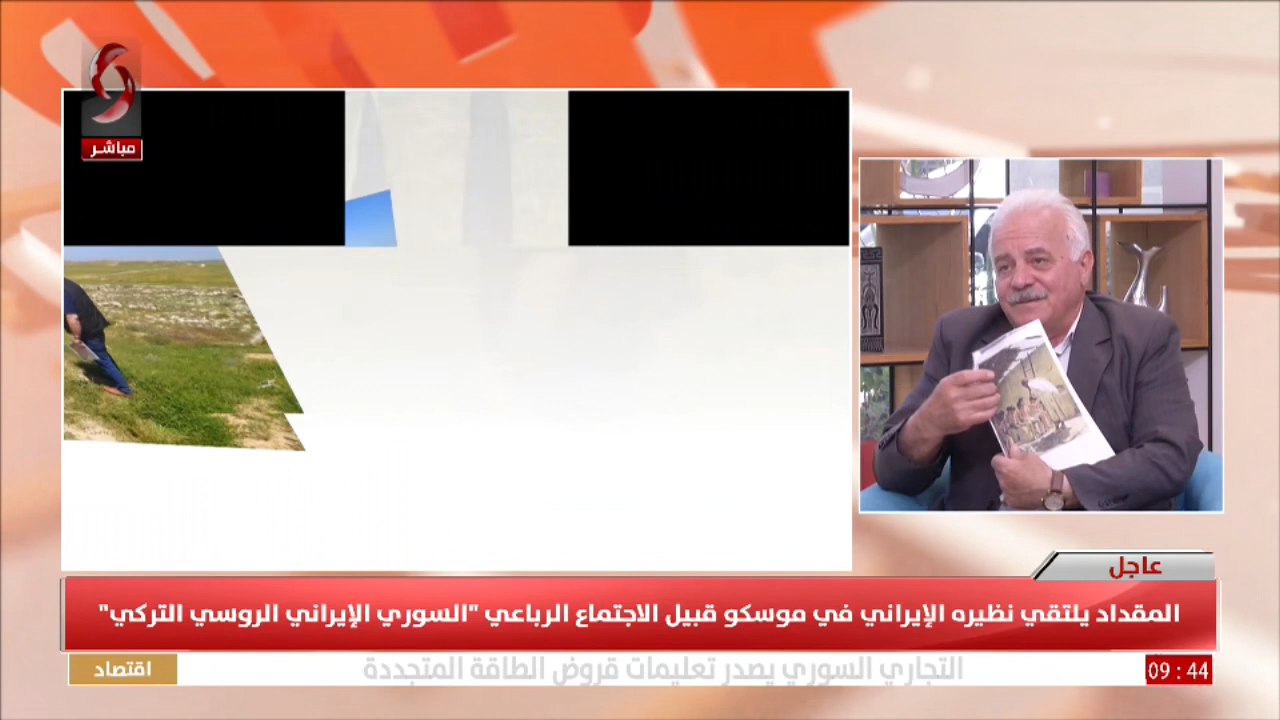 مباشر
عاجل
المقداد يلتقي نظيره الإيراني في موسكو قبيل الاجتماع الرباعي "السوري الإيراني الروسي التركي"
اقتصاد
التجاري السوري يصدر تعليمات قروض الطاقة المتجددة
09 : 44